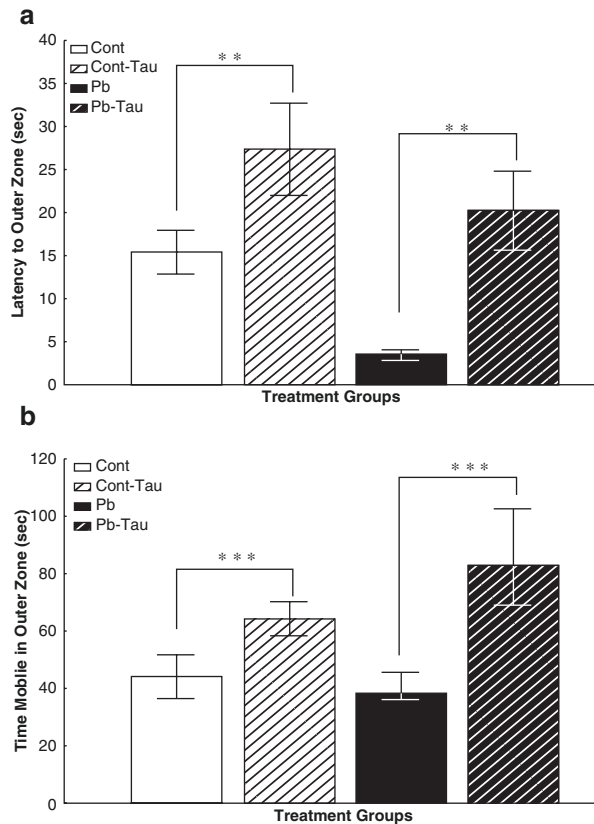 a
40
35
30
25
20
15
10
5
0
Latency to Outer Zone (sec)
Cont
Cont-Tau
Pb
Pb-Tau
**
**
Treatment Groups
b
120
100
80
60
40
20
0
Time Moblie in Outer Zone (sec)
Cont
Cont-Tau
Pb
Pb-Tau
***
***
Treatment Groups